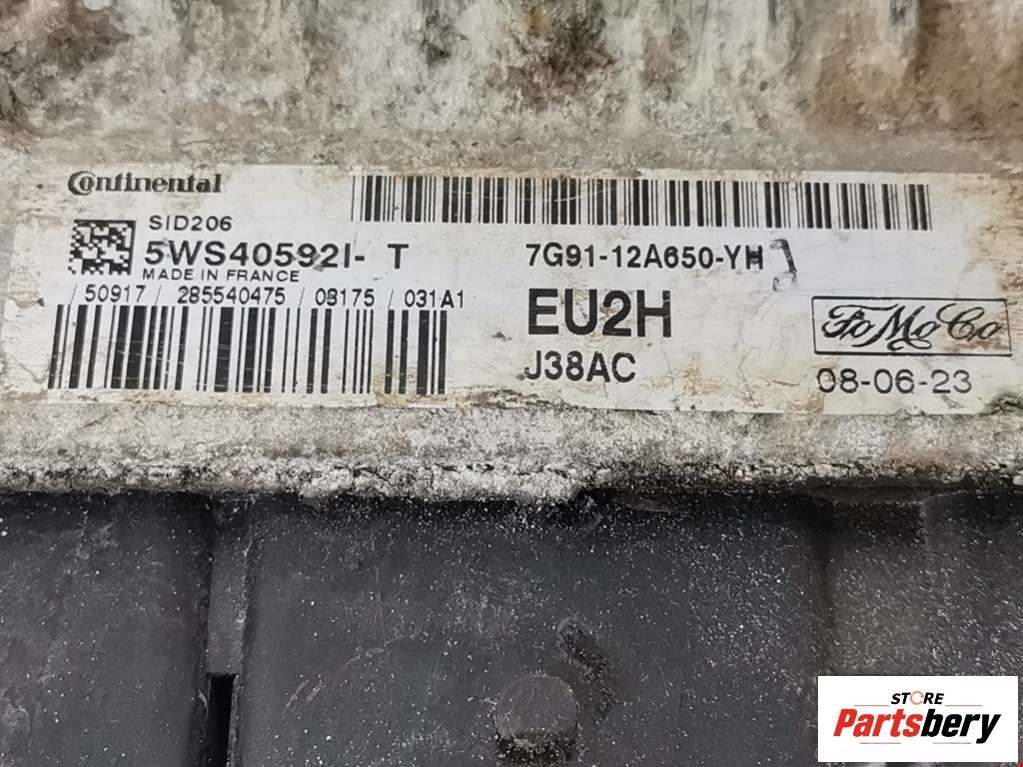 Continental
SID206
5WS40592I- T
MADE IN FRANCE
/ 50917 / 285540475 / 08175 / 031A1
7G91-12A650-YH
EU2H
J38AC
FoMoCo
08-06-23
STORE
Partsbery